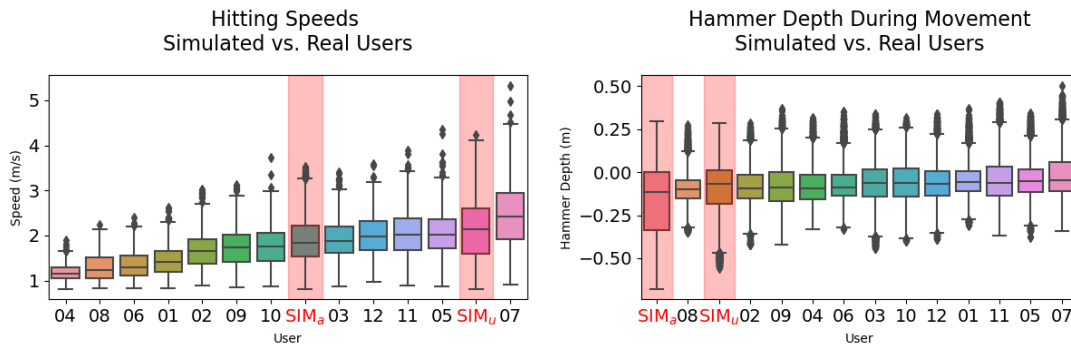 Hitting Speeds
Simulated vs. Real Users
5
4
3
2
1
Speed (m/s)
04 08 06 01 02 09 10 SIMₐ 03 12 11 05 SIMᵤ 07
User
Hammer Depth During Movement
Simulated vs. Real Users
0.50
0.25
0.00
−0.25
−0.50
Hammer Depth (m)
SIMₐ 08 SIMᵤ 02 09 04 06 03 10 12 01 11 05 07
User